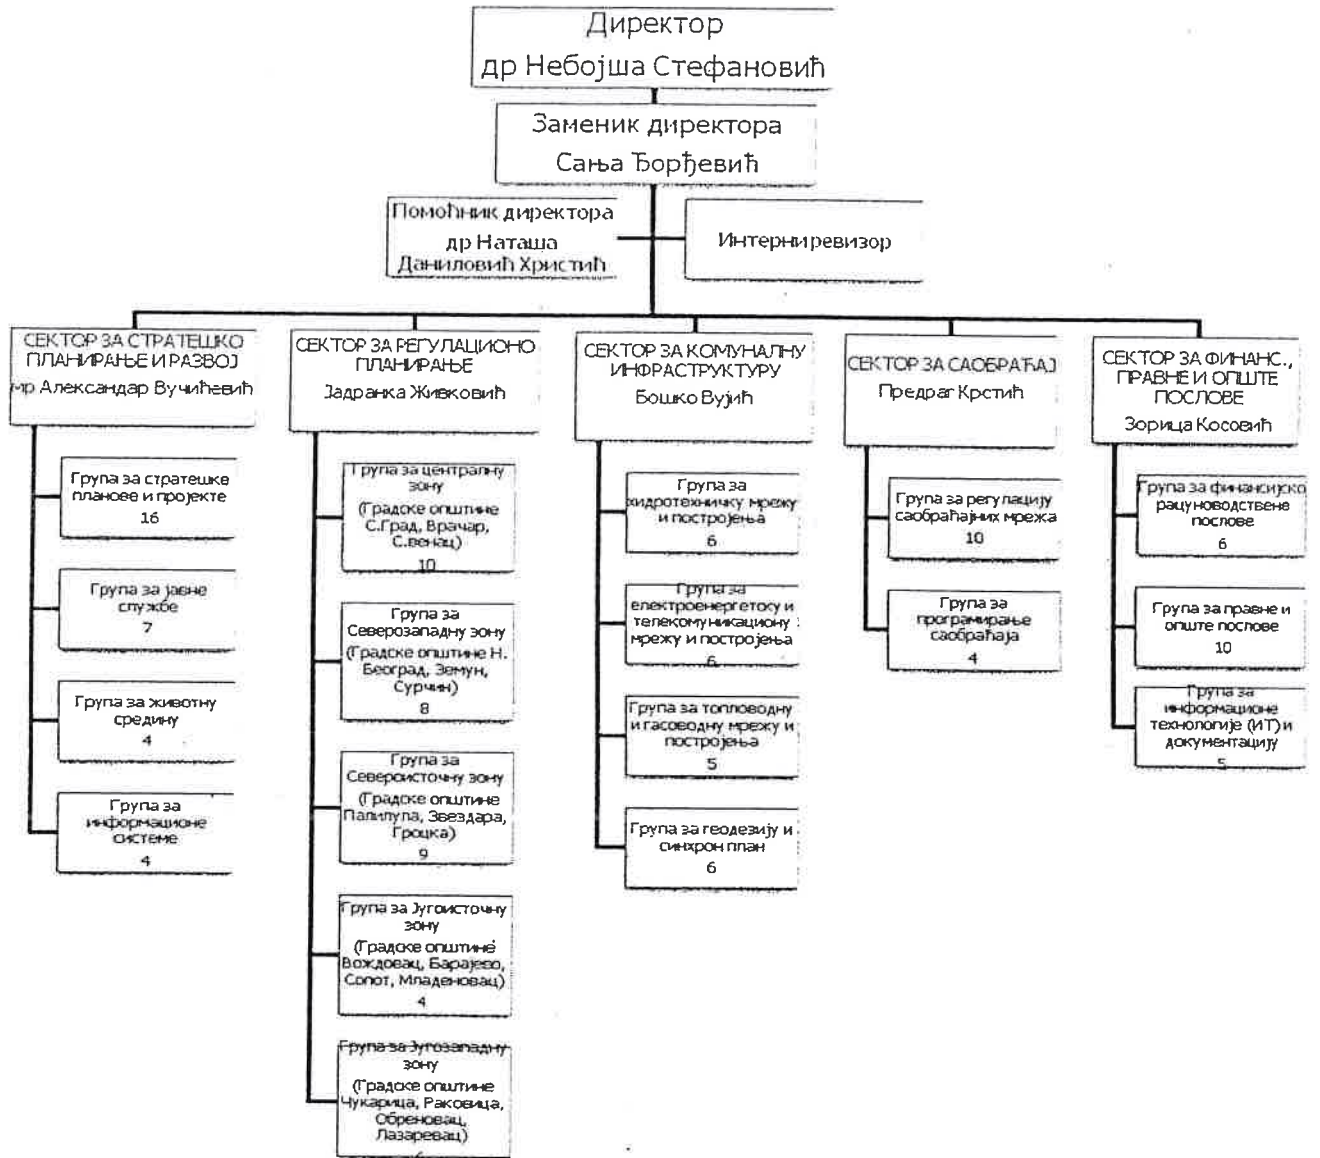 Директор
др Небојша Стефановић
Заменик директора
Сања Ђорђевић
Помоћник директора
др Наташа
Даниловић Христић
Интерни ревизор
СЕКТОР ЗА СТРАТЕШКО
ПЛАНИРАЊЕ И РАЗВОЈ
мр Александар Вучићевић
Група за стратешке
планове и пројекте
16
Група за јавне
службе
7
Група за животну
средину
4
Група за
информационе
системе
4
СЕКТОР ЗА РЕГУЛАЦИОНО
ПЛАНИРАЊЕ
Јадранка Живковић
Група за централну
зону
(Градске општине
С.Град, Врачар,
С.венац)
10
Група за
Северозападну зону
(Градске општине Н.
Београд, Земун,
Сурчин)
8
Група за
Североисточну зону
(Градске општине
Палилула, Звездара,
Гроцка)
9
Група за Југоисточну
зону
(Градске општине
Вождовац, Барајево,
Сопот, Младеновац)
4
Група за Југозападну
зону
(Градске општине
Чукарица, Раковица,
Обреновац,
Лазаревац)
СЕКТОР ЗА КОМУНАЛНУ
ИНФРАСТРУКТУРУ
Бошко Вујић
Група за
хидротехничку мрежу
и постројења
6
Група за
електроенергетску и
телекомуникациону
мрежу и постројења
6
Група за топловодну
и гасоводну мрежу и
постројења
5
Група за геодезију и
синхрон план
6
СЕКТОР ЗА САОБРАЋАЈ
Предраг Крстић
Група за регулацију
саобраћајних мрежа
10
Група за
програмирање
саобраћаја
4
СЕКТОР ЗА ФИНАНС.,
ПРАВНЕ И ОПШТЕ
ПОСЛОВЕ
Зорица Косовић
Група за финансијско
рачуноводствене
послове
6
Група за правне и
опште послове
10
Група за
информационе
технологије (ИТ) и
документацију
5